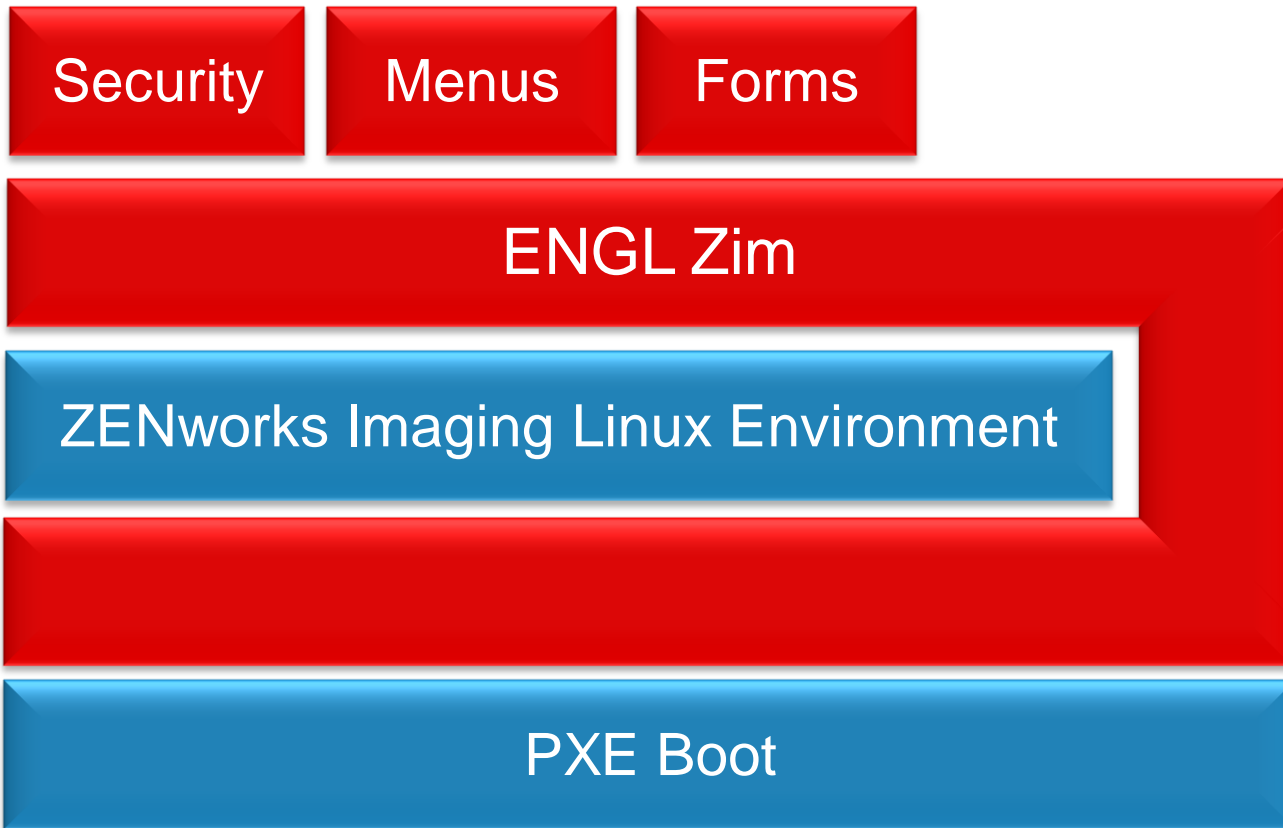 Security
Menus
Forms
ENGL Zim
ZENworks Imaging Linux Environment
PXE Boot